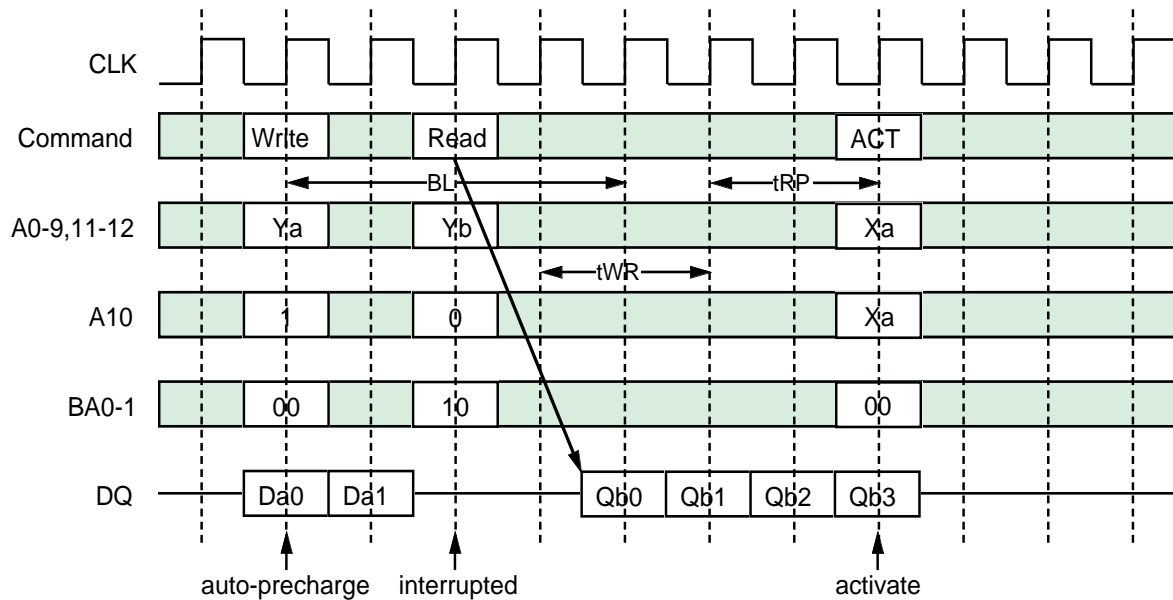 CLK
Command Write Read ACT
BL tRP
A0-9,11-12 Ya Yb Xa
tWR
A10 1 0 Xa
BA0-1 00 10 00
DQ Da0 Da1 Qb0 Qb1 Qb2 Qb3
auto-precharge interrupted activate